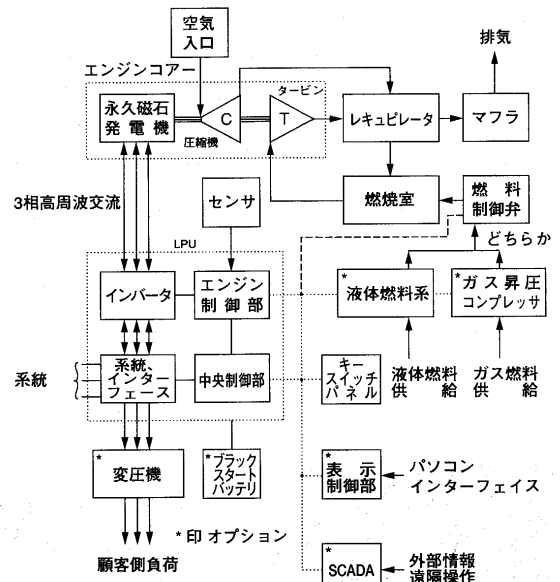 空気
入口
排気
エンジンコアー
タービン
永久磁石
発電機
C
T
圧縮機
レキュピレータ
マフラ
3相高周波交流
センサ
燃焼室
燃料
制御弁
どちらか
LPU
インバータ
エンジン
制御部
*
液体燃料系
*ガス昇圧
コンプレッサ
系統
系統、
インター
フェース
中央制御部
キー
スイッチ
パネル
液体燃料
供給
ガス燃料
供給
*
変圧機
*ブラック
スタート
バッテリ
*
表示
制御部
パソコン
インターフェイス
*印 オプション
顧客側負荷
*
SCADA
外部情報
遠隔操作